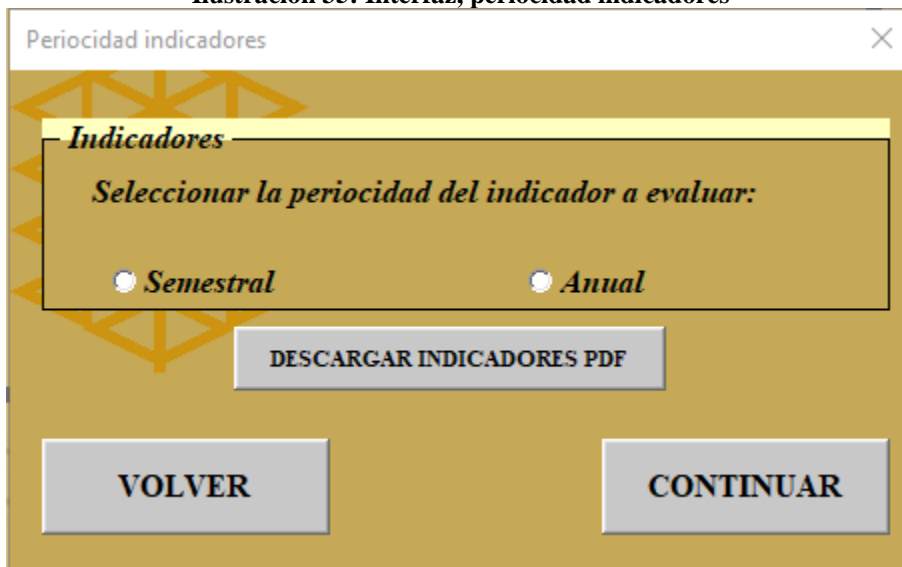 Ilustración 35: Interfaz, periocidad indicadores
Periocidad indicadores
Indicadores
Seleccionar la periocidad del indicador a evaluar:
Semestral
Anual
DESCARGAR INDICADORES PDF
VOLVER
CONTINUAR